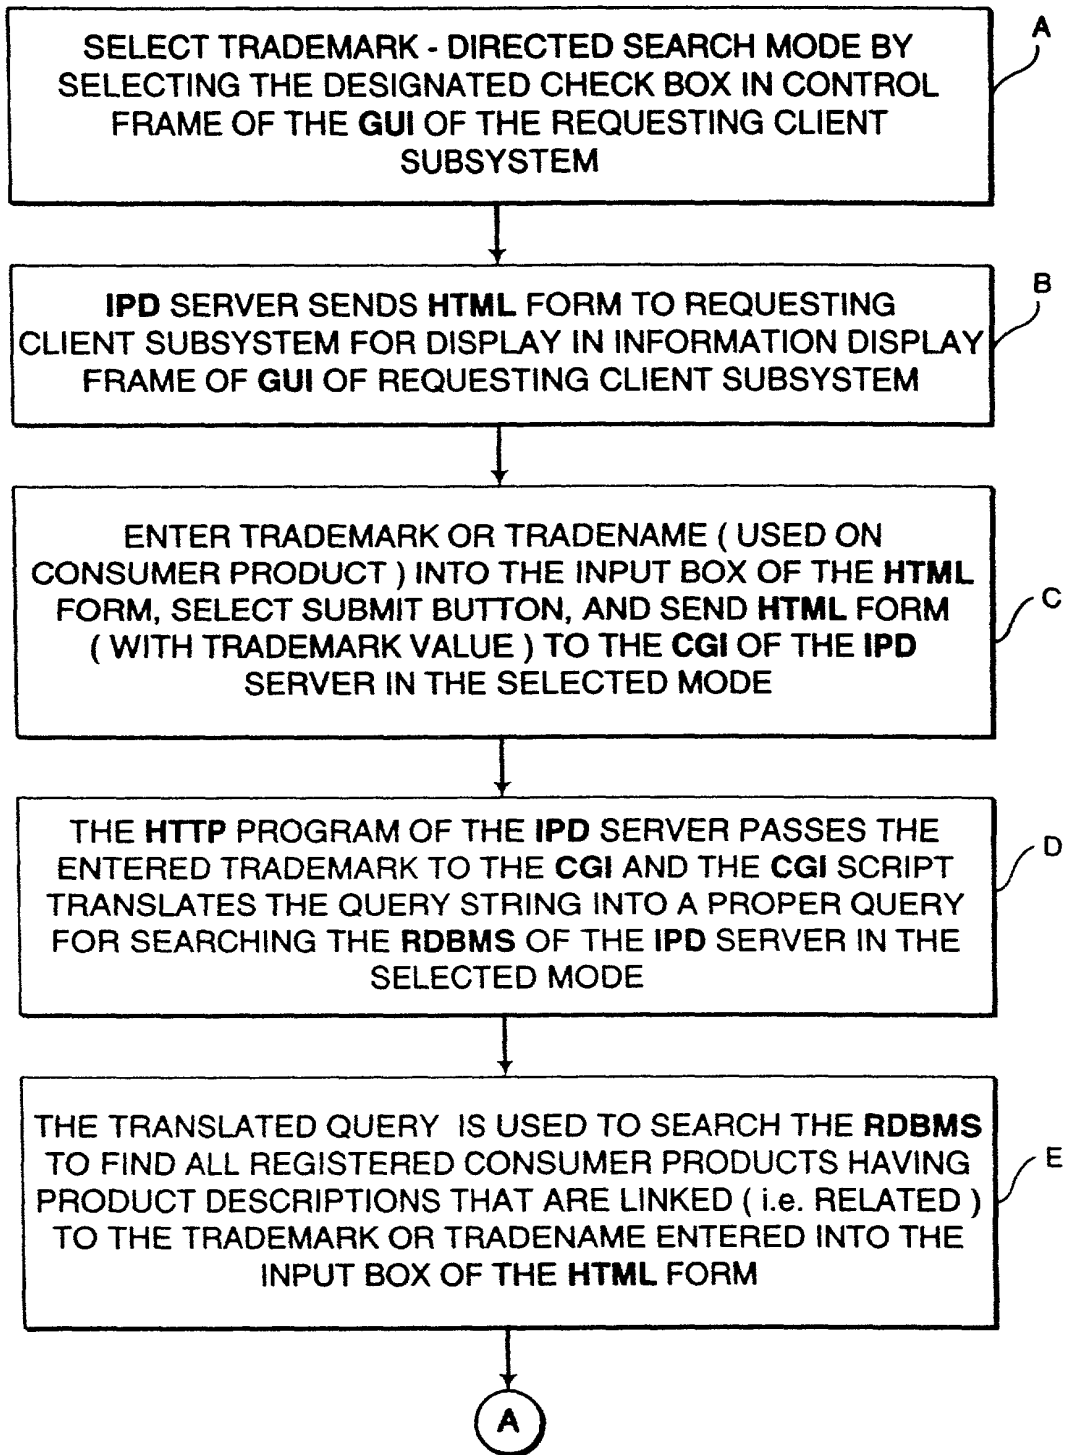 SELECT TRADEMARK - DIRECTED SEARCH MODE BY
SELECTING THE DESIGNATED CHECK BOX IN CONTROL
FRAME OF THE GUI OF THE REQUESTING CLIENT
SUBSYSTEM
A
IPD SERVER SENDS HTML FORM TO REQUESTING
CLIENT SUBSYSTEM FOR DISPLAY IN INFORMATION DISPLAY
FRAME OF GUI OF REQUESTING CLIENT SUBSYSTEM
B
ENTER TRADEMARK OR TRADENAME ( USED ON
CONSUMER PRODUCT ) INTO THE INPUT BOX OF THE HTML
FORM, SELECT SUBMIT BUTTON, AND SEND HTML FORM
( WITH TRADEMARK VALUE ) TO THE CGI OF THE IPD
SERVER IN THE SELECTED MODE
C
THE HTTP PROGRAM OF THE IPD SERVER PASSES THE
ENTERED TRADEMARK TO THE CGI AND THE CGI SCRIPT
TRANSLATES THE QUERY STRING INTO A PROPER QUERY
FOR SEARCHING THE RDBMS OF THE IPD SERVER IN THE
SELECTED MODE
D
THE TRANSLATED QUERY IS USED TO SEARCH THE RDBMS
TO FIND ALL REGISTERED CONSUMER PRODUCTS HAVING
PRODUCT DESCRIPTIONS THAT ARE LINKED ( i.e. RELATED )
TO THE TRADEMARK OR TRADENAME ENTERED INTO THE
INPUT BOX OF THE HTML FORM
E
A